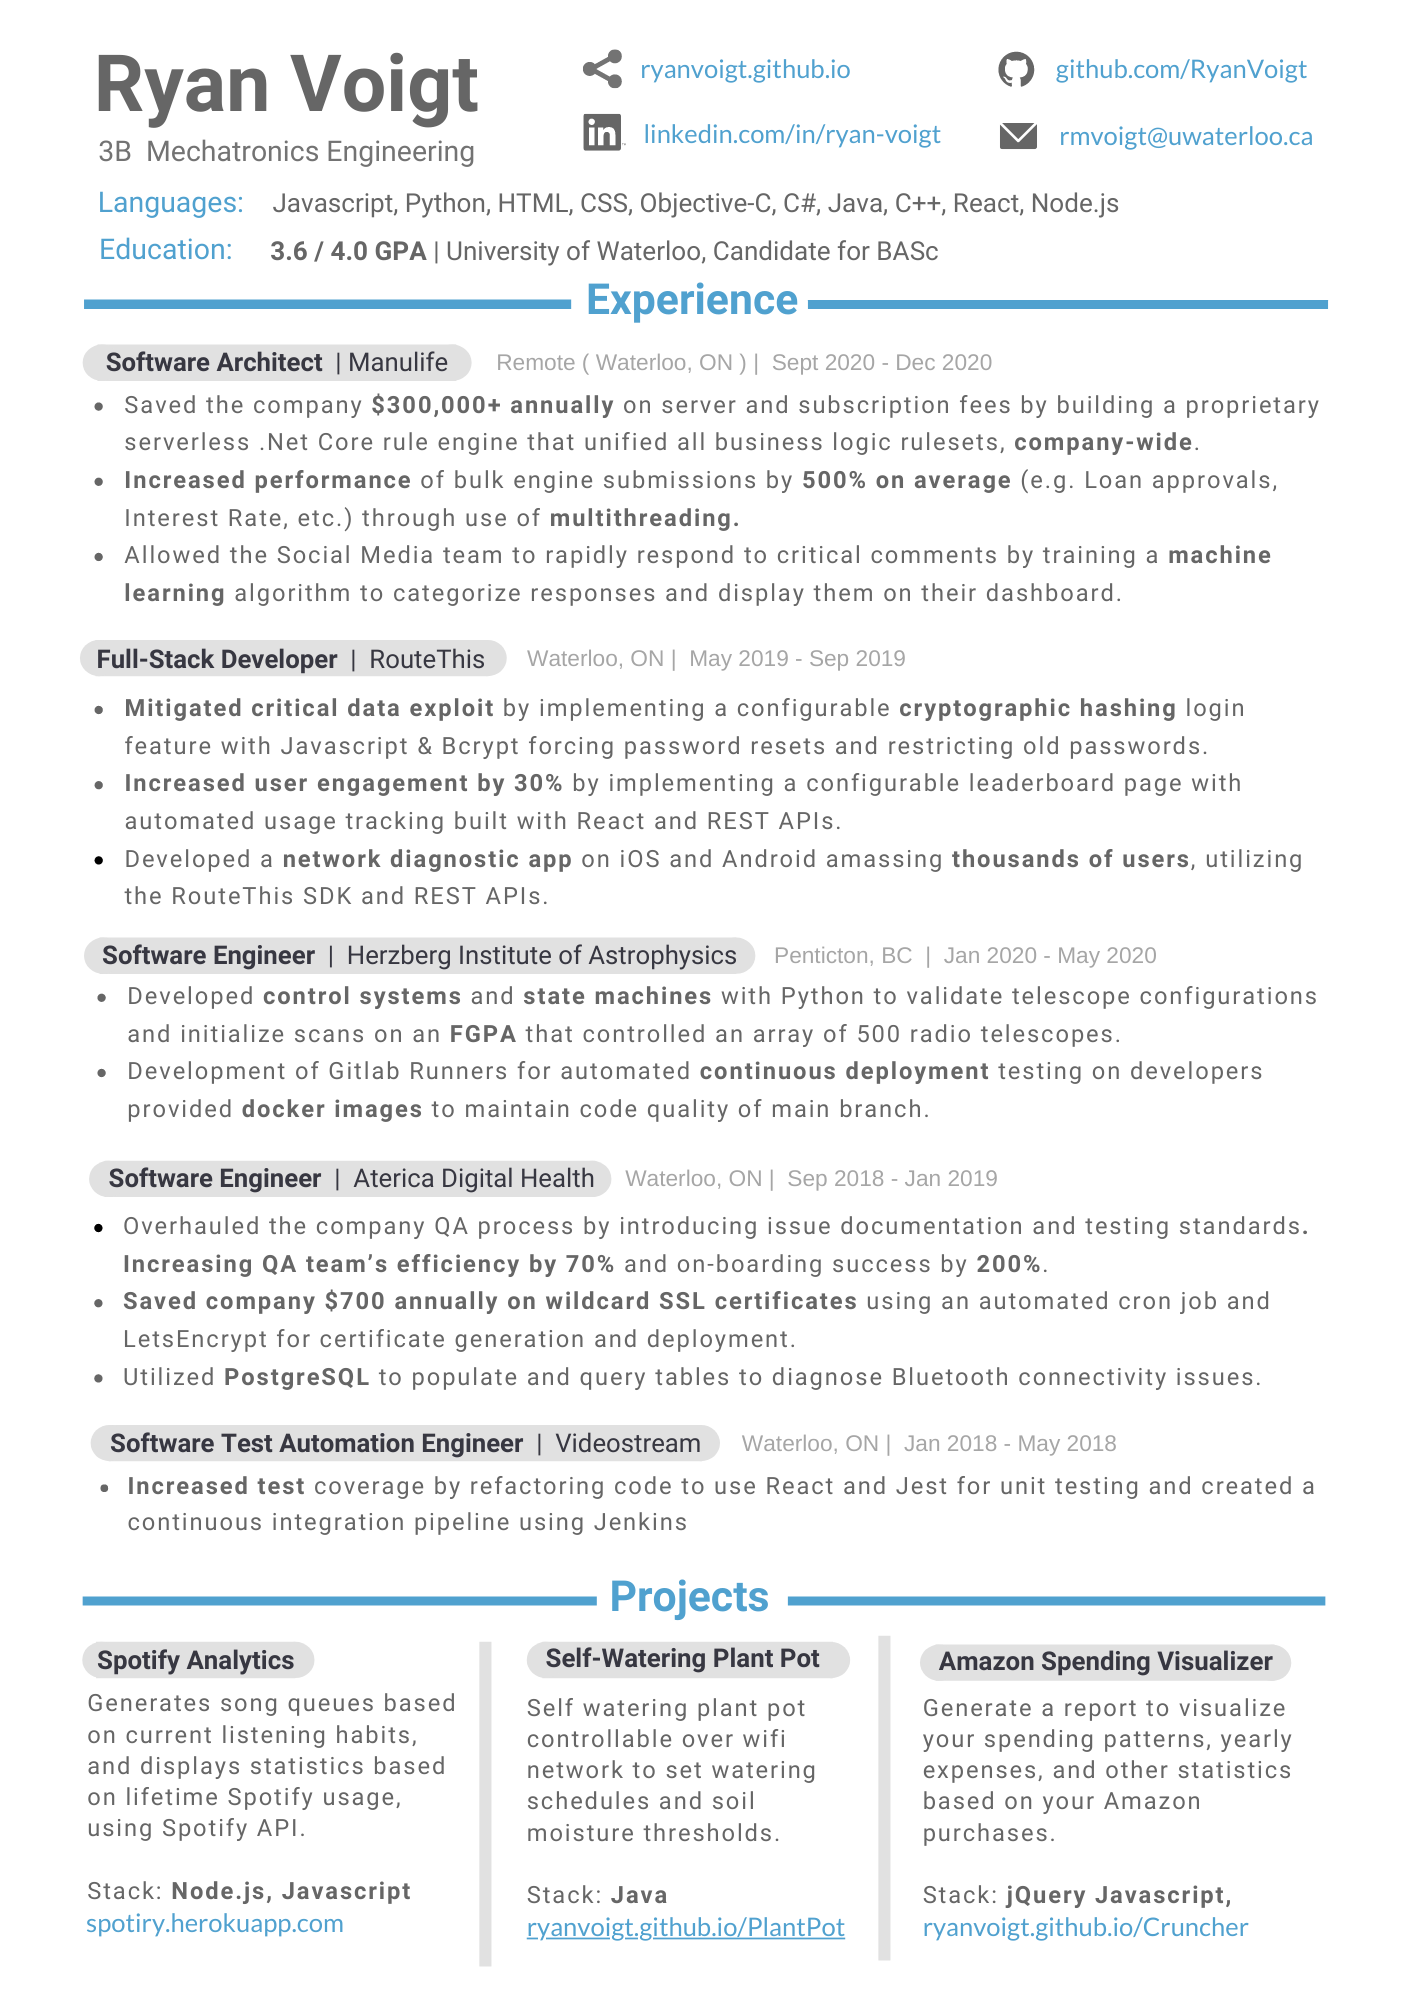 Ryan Voigt
3B Mechatronics Engineering
ryanvoigt.github.io
github.com/RyanVoigt
linkedin.com/in/ryan-voigt
rmvoigt@uwaterloo.ca
Languages: Javascript, Python, HTML, CSS, Objective-C, C#, Java, C++, React, Node.js
Education: 3.6 / 4.0 GPA | University of Waterloo, Candidate for BASc
Experience
Software Architect | Manulife Remote ( Waterloo, ON ) | Sept 2020 - Dec 2020
• Saved the company $300,000+ annually on server and subscription fees by building a proprietary
serverless .Net Core rule engine that unified all business logic rulesets, company-wide.
• Increased performance of bulk engine submissions by 500% on average (e.g. Loan approvals,
Interest Rate, etc.) through use of multithreading.
• Allowed the Social Media team to rapidly respond to critical comments by training a machine
learning algorithm to categorize responses and display them on their dashboard.
Full-Stack Developer | RouteThis Waterloo, ON | May 2019 - Sep 2019
• Mitigated critical data exploit by implementing a configurable cryptographic hashing login
feature with Javascript & Bcrypt forcing password resets and restricting old passwords.
• Increased user engagement by 30% by implementing a configurable leaderboard page with
automated usage tracking built with React and REST APIs.
• Developed a network diagnostic app on iOS and Android amassing thousands of users, utilizing
the RouteThis SDK and REST APIs.
Software Engineer | Herzberg Institute of Astrophysics Penticton, BC | Jan 2020 - May 2020
• Developed control systems and state machines with Python to validate telescope configurations
and initialize scans on an FGPA that controlled an array of 500 radio telescopes.
• Development of Gitlab Runners for automated continuous deployment testing on developers
provided docker images to maintain code quality of main branch.
Software Engineer | Aterica Digital Health Waterloo, ON | Sep 2018 - Jan 2019
• Overhauled the company QA process by introducing issue documentation and testing standards.
Increasing QA team’s efficiency by 70% and on-boarding success by 200%.
• Saved company $700 annually on wildcard SSL certificates using an automated cron job and
LetsEncrypt for certificate generation and deployment.
• Utilized PostgreSQL to populate and query tables to diagnose Bluetooth connectivity issues.
Software Test Automation Engineer | Videostream Waterloo, ON | Jan 2018 - May 2018
• Increased test coverage by refactoring code to use React and Jest for unit testing and created a
continuous integration pipeline using Jenkins
Projects
Spotify Analytics
Generates song queues based
on current listening habits,
and displays statistics based
on lifetime Spotify usage,
using Spotify API.
Stack: Node.js, Javascript
spotiry.herokuapp.com
Self-Watering Plant Pot
Self watering plant pot
controllable over wifi
network to set watering
schedules and soil
moisture thresholds.
Stack: Java
ryanvoigt.github.io/PlantPot
Amazon Spending Visualizer
Generate a report to visualize
your spending patterns, yearly
expenses, and other statistics
based on your Amazon
purchases.
Stack: jQuery Javascript,
ryanvoigt.github.io/Cruncher